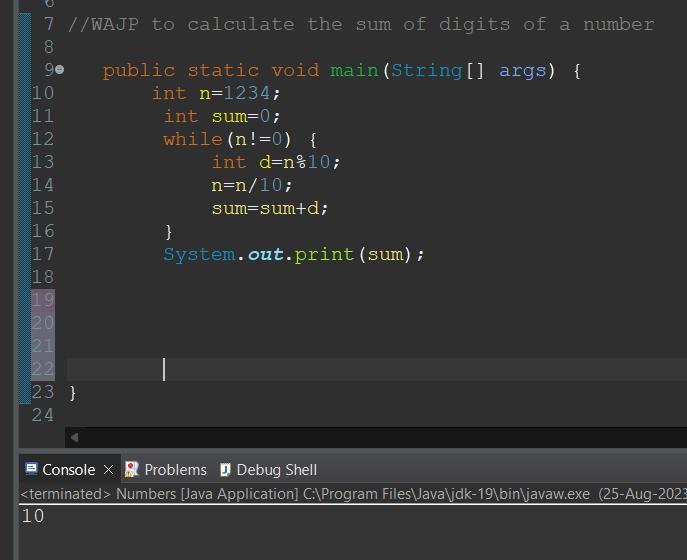 6
7 //WAJP to calculate the sum of digits of a number
8
9 public static void main(String[] args) {
10 int n=1234;
11 int sum=0;
12 while(n!=0) {
13 int d=n%10;
14 n=n/10;
15 sum=sum+d;
16 }
17 System.out.print(sum);
18
19
20
21
22
23 }
24
Console Problems Debug Shell
<terminated> Numbers [Java Application] C:\Program Files\Java\jdk-19\bin\javaw.exe (25-Aug-2023
10